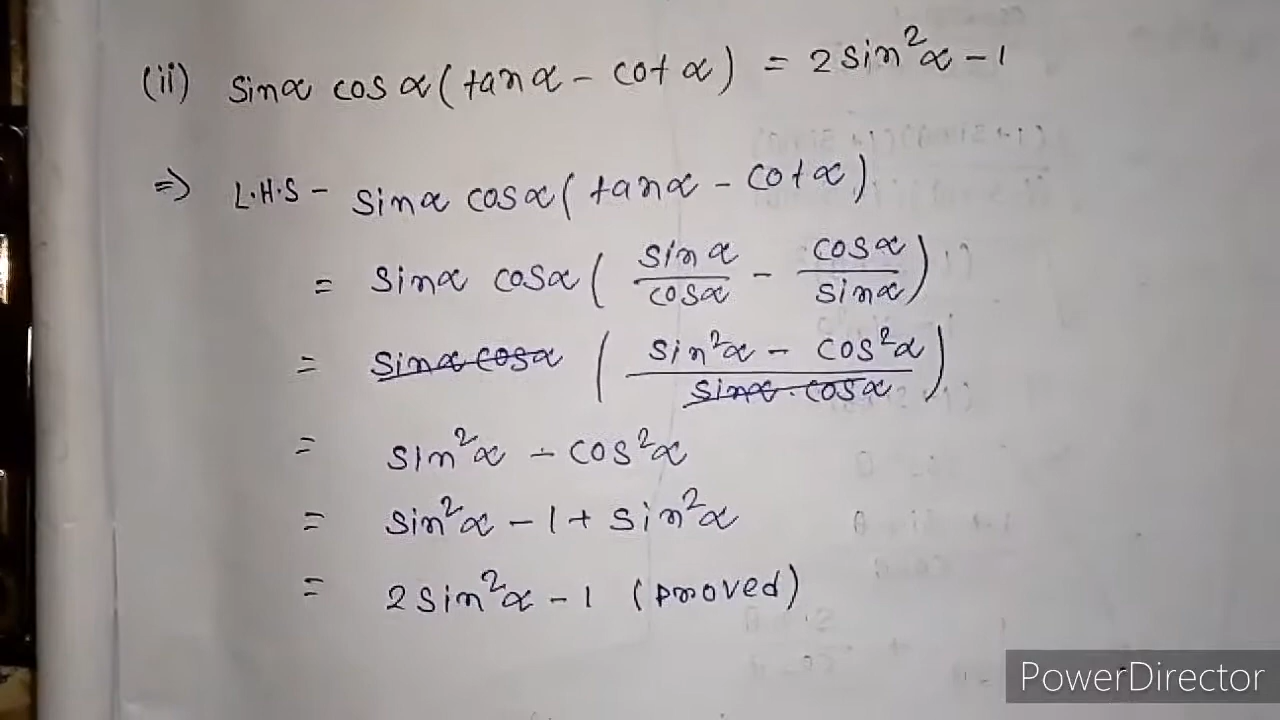 (ii) sinα cosα (tanα - cotα) = 2sin²α - 1
=> L.H.S - sinα cosα (tanα - cotα)
= sinα cosα ( sinα/cosα - cosα/sinα )
= sinα cosα ( sin²α - cos²α / sinα.cosα )
= sin²α - cos²α
= sin²α - 1 + sin²α
= 2sin²α - 1 (proved)
PowerDirector